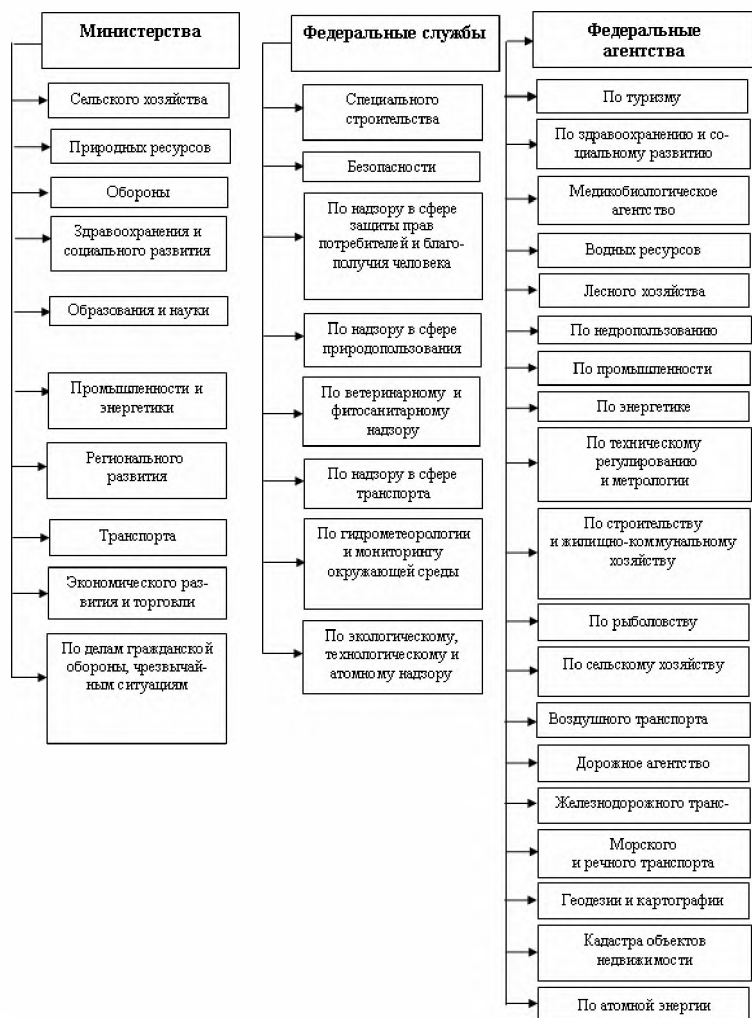 Министерства
Сельского хозяйства
Природных ресурсов
Обороны
Здравоохранения и
социального развития
Образования и науки
Промышленности и
энергетики
Регионального
развития
Транспорта
Экономического раз-
вития и торговли
По делам гражданской
обороны, чрезвычай-
ным ситуациям
Федеральные службы
Специального
строительства
Безопасности
По надзору в сфере
защиты прав
потребителей и благо-
получия человека
По надзору в сфере
природопользования
По ветеринарному и
фитосанитарному
надзору
По надзору в сфере
транспорта
По гидрометеорологии
и мониторингу
окружающей среды
По экологическому,
технологическому и
атомному надзору
Федеральные
агентства
По туризму
По здравоохранению и со-
циальному развитию
Медикобиологическое
агентство
Водных ресурсов
Лесного хозяйства
По недропользованию
По промышленности
По энергетике
По техническому
регулированию
и метрологии
По строительству
и жилищно-коммунальному
хозяйству
По рыболовству
По сельскому хозяйству
Воздушного транспорта
Дорожное агентство
Железнодорожного транс-
Морского
и речного транспорта
Геодезии и картографии
Кадастра объектов
недвижимости
По атомной энергии